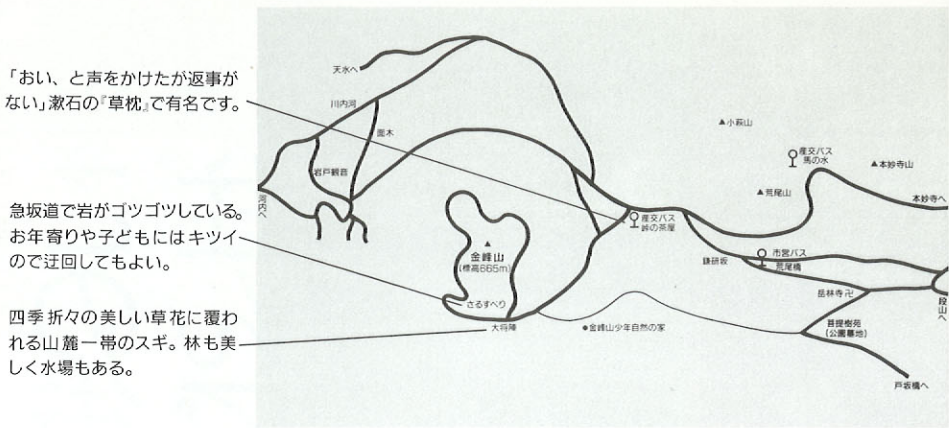 「おい、と声をかけたが返事が
ない」漱石の『草枕』で有名です。
急坂道で岩がゴツゴツしている。
お年寄りや子どもにはキツイ
ので迂回してもよい。
四季折々の美しい草花に覆わ
れる山麓一帯のスギ。林も美
しく水場もある。
天水へ
川内河
面木
岩戸観音
河内へ
金峰山
(標高665m)
さるすべり
大将陣
●金峰山少年自然の家
産交バス
峠の茶屋
▲小萩山
産交バス
馬の水
▲本妙寺山
▲荒尾山
本妙寺へ
鎌研坂
市営バス
荒尾橋
岳林寺卍
段山へ
菩提樹苑
(公園墓地)
戸坂橋へ